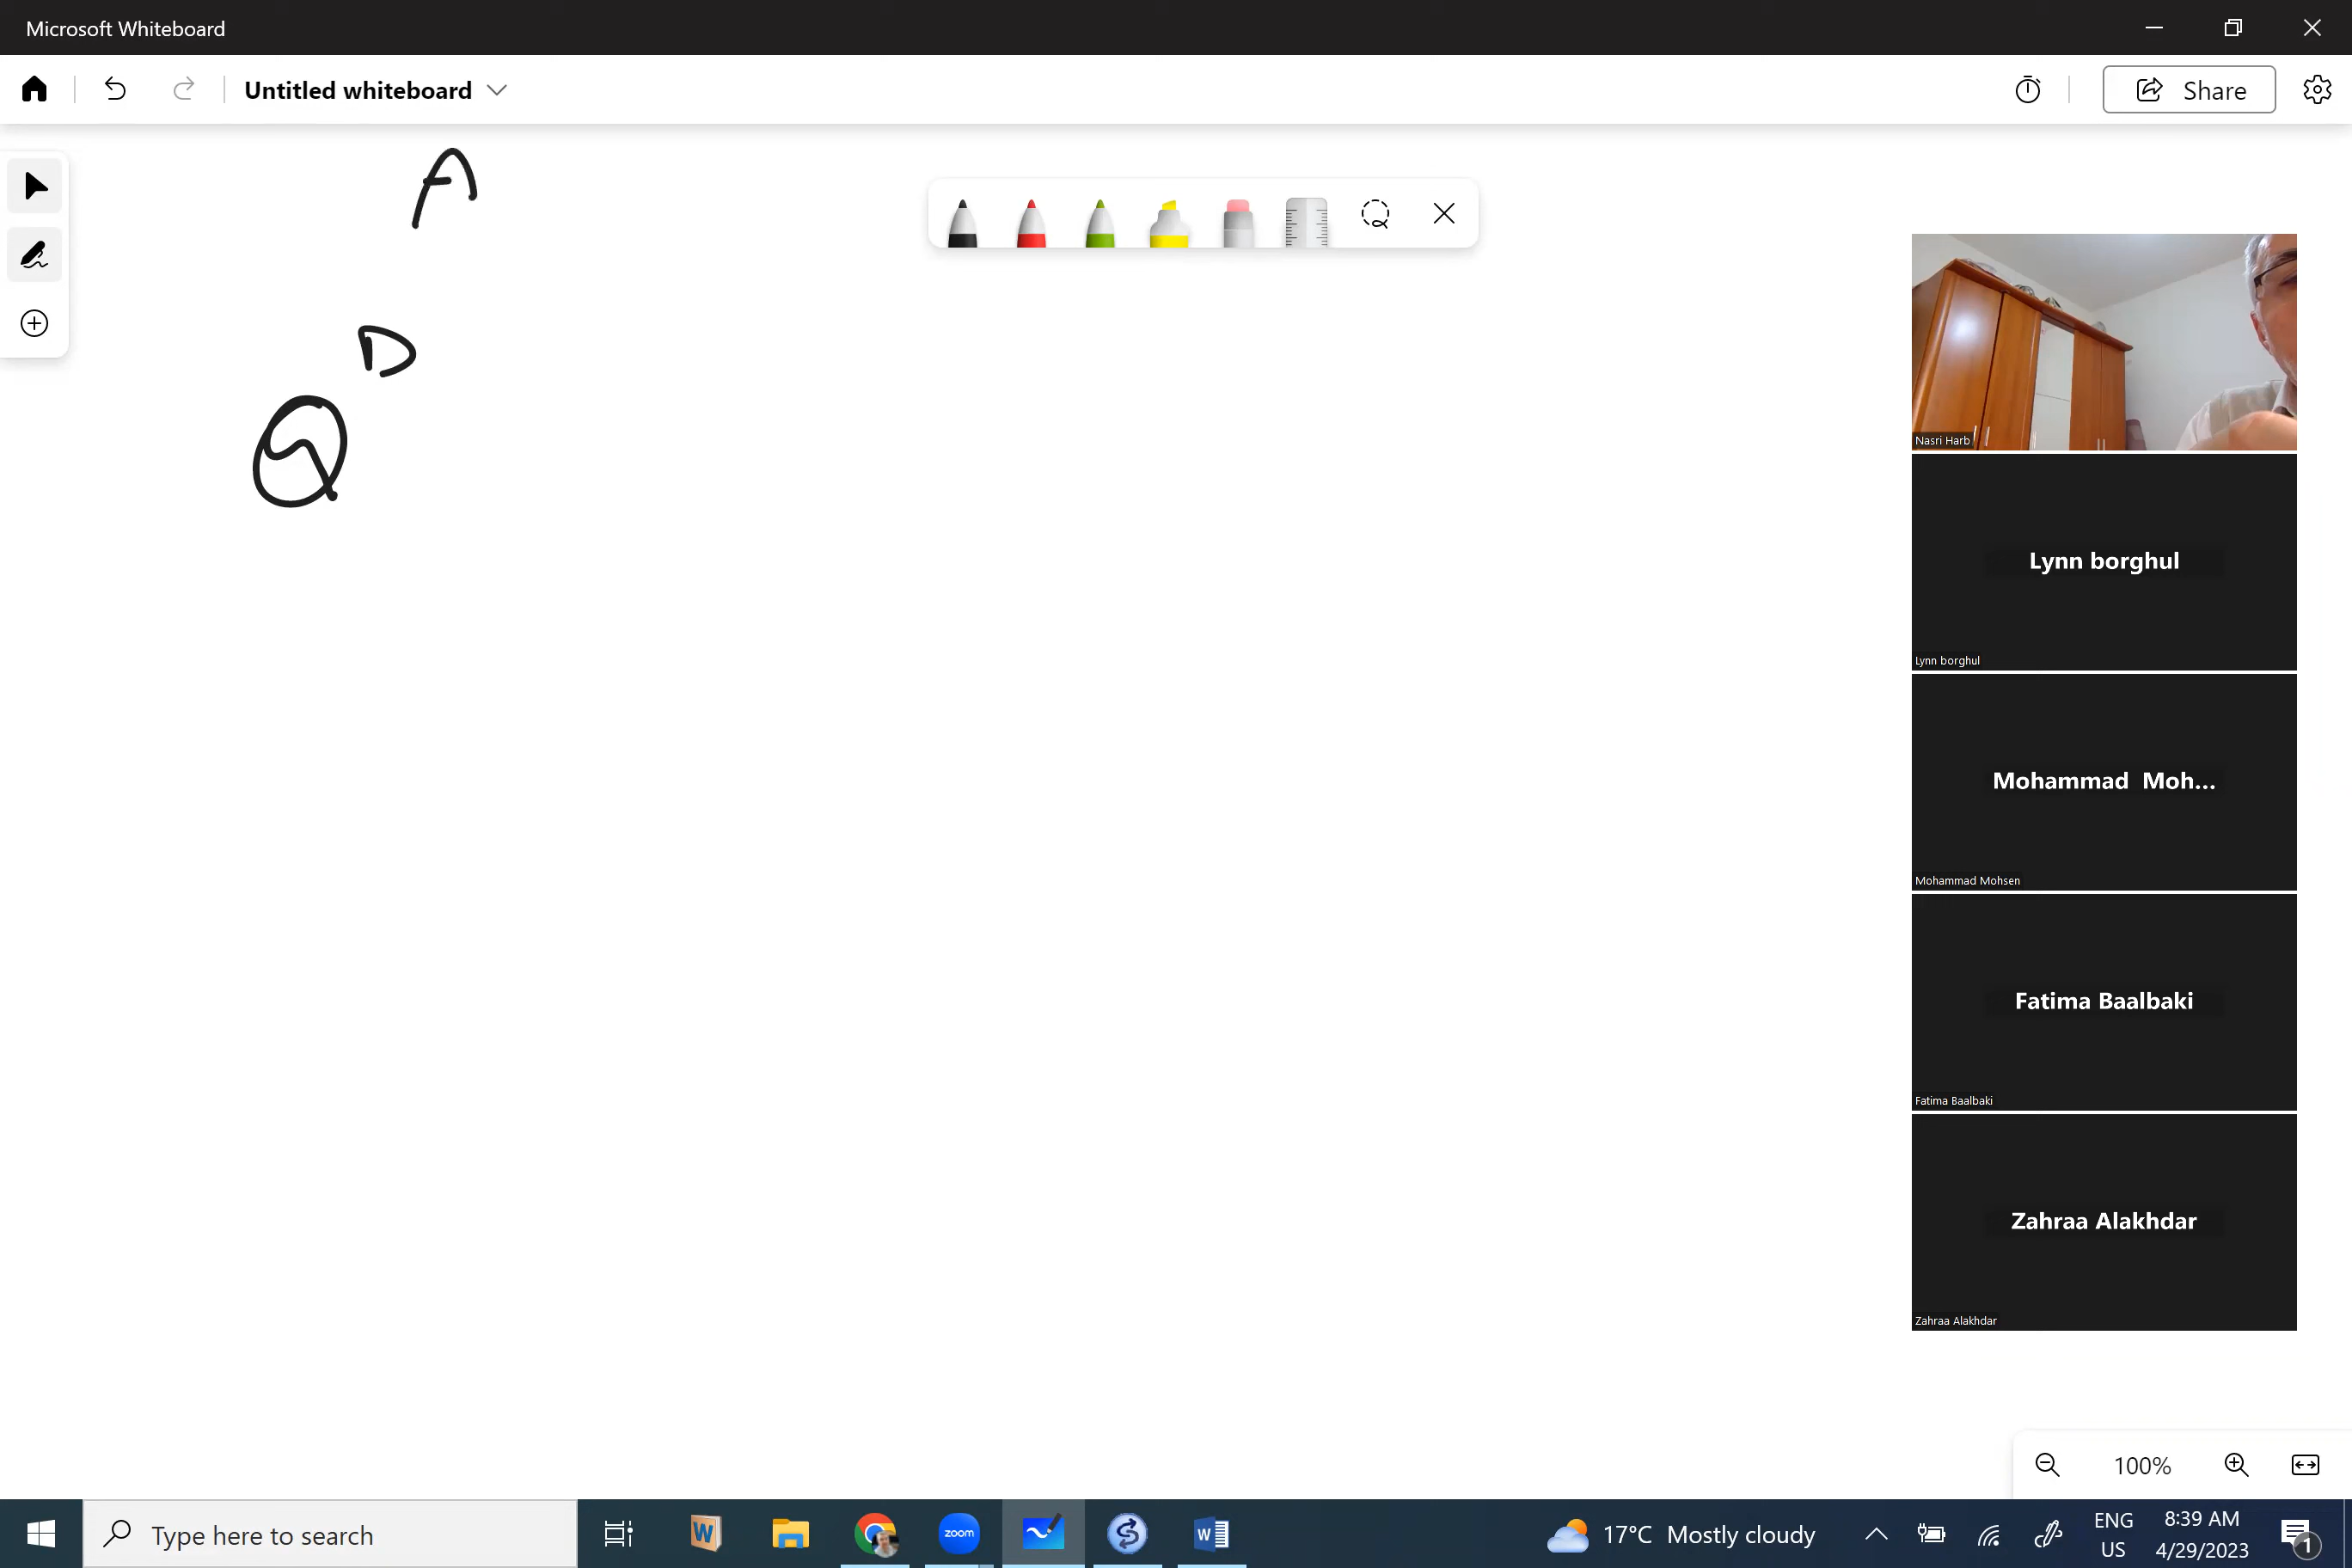 Microsoft Whiteboard
Untitled whiteboard
Share
A
D
Q
Nasri Harb
Lynn borghul
Lynn borghul
Mohammad Moh...
Mohammad Mohsen
Fatima Baalbaki
Fatima Baalbaki
Zahraa Alakhdar
Zahraa Alakhdar
100%
Type here to search
W
zoom
W
17°C Mostly cloudy
ENG
US
8:39 AM
4/29/2023
1